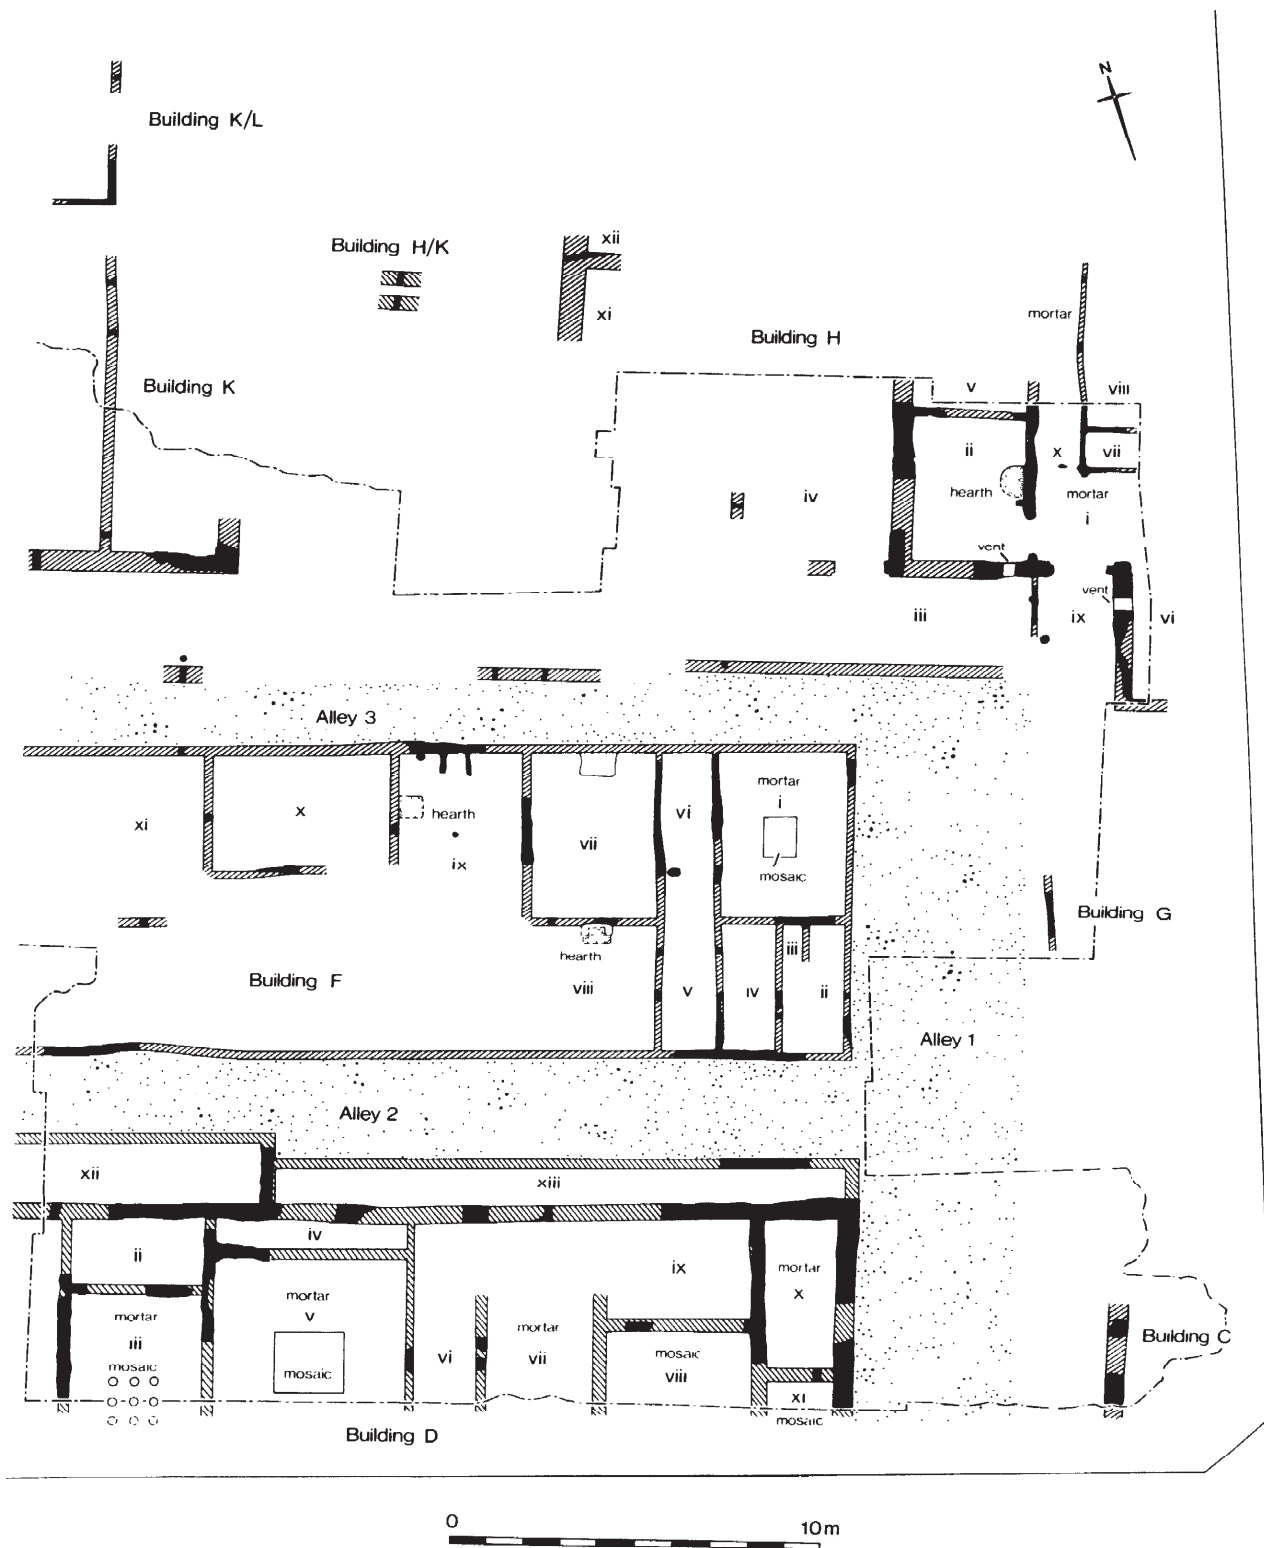 N
Building K/L
Building H/K
xii
xi
mortar
Building H
Building K
v
viii
ii
x
vii
hearth
iv
mortar
i
vent
vent
iii
ix
vi
Alley 3
mortar
x
hearth
vi
i
xi
vii
ix
mosaic
Building G
hearth
iii
Building F
viii
v
iv
ii
Alley 1
Alley 2
xii
xiii
iv
ii
ix
mortar
mortar
x
mortar
v
mortar
iii
mosaic
mosaic
vi
vii
mosaic
viii
Building C
xi
mosaic
Building D
0
10m